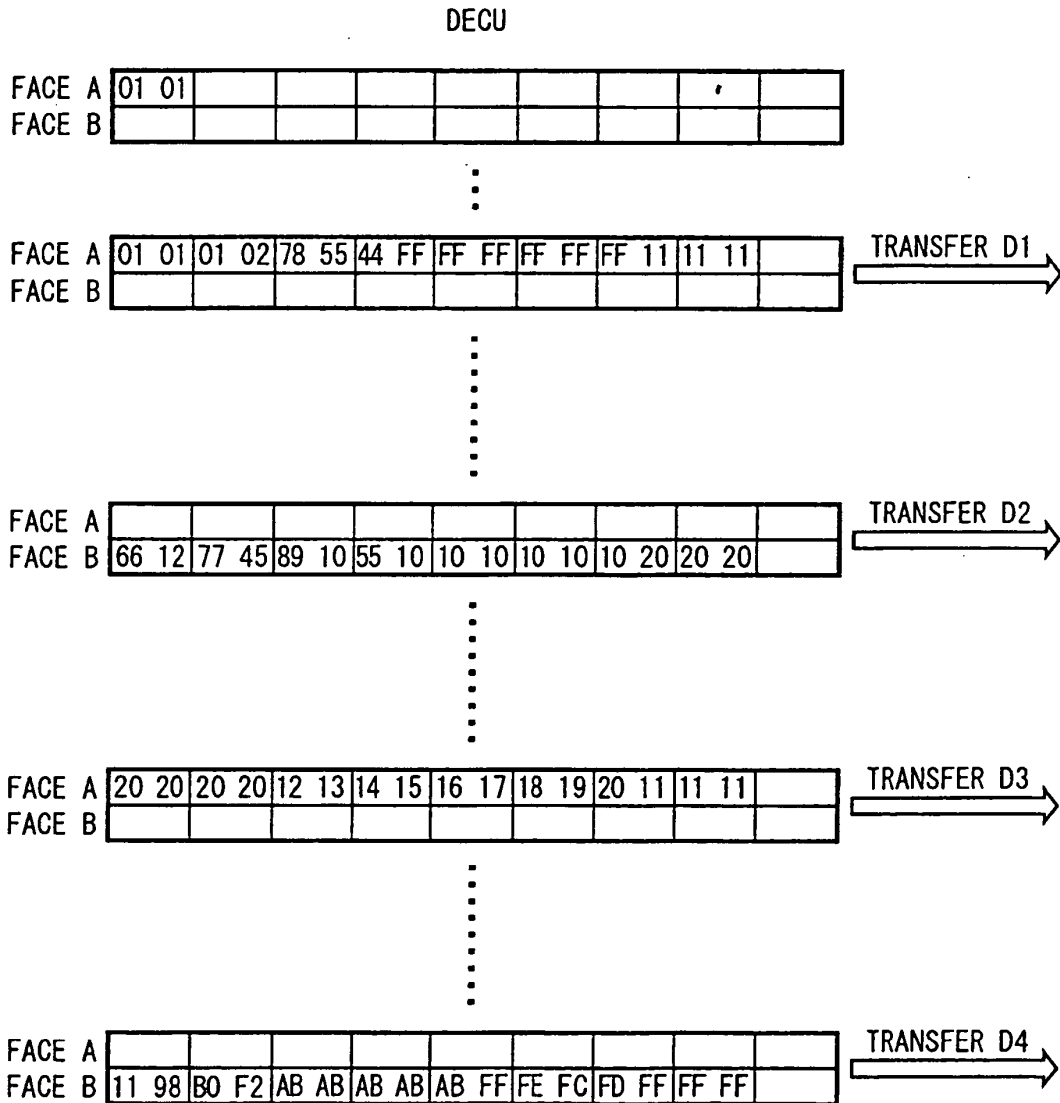 DECU
FACE A 01 01
FACE B
FACE A 01 01 01 02 78 55 44 FF FF FF FF FF FF 11 11 11 TRANSFER D1
FACE B
FACE A TRANSFER D2
FACE B 66 12 77 45 89 10 55 10 10 10 10 10 10 20 20 20
FACE A 20 20 20 20 12 13 14 15 16 17 18 19 20 11 11 11 TRANSFER D3
FACE B
FACE A TRANSFER D4
FACE B 11 98 B0 F2 AB AB AB AB AB FF FE FC FD FF FF FF